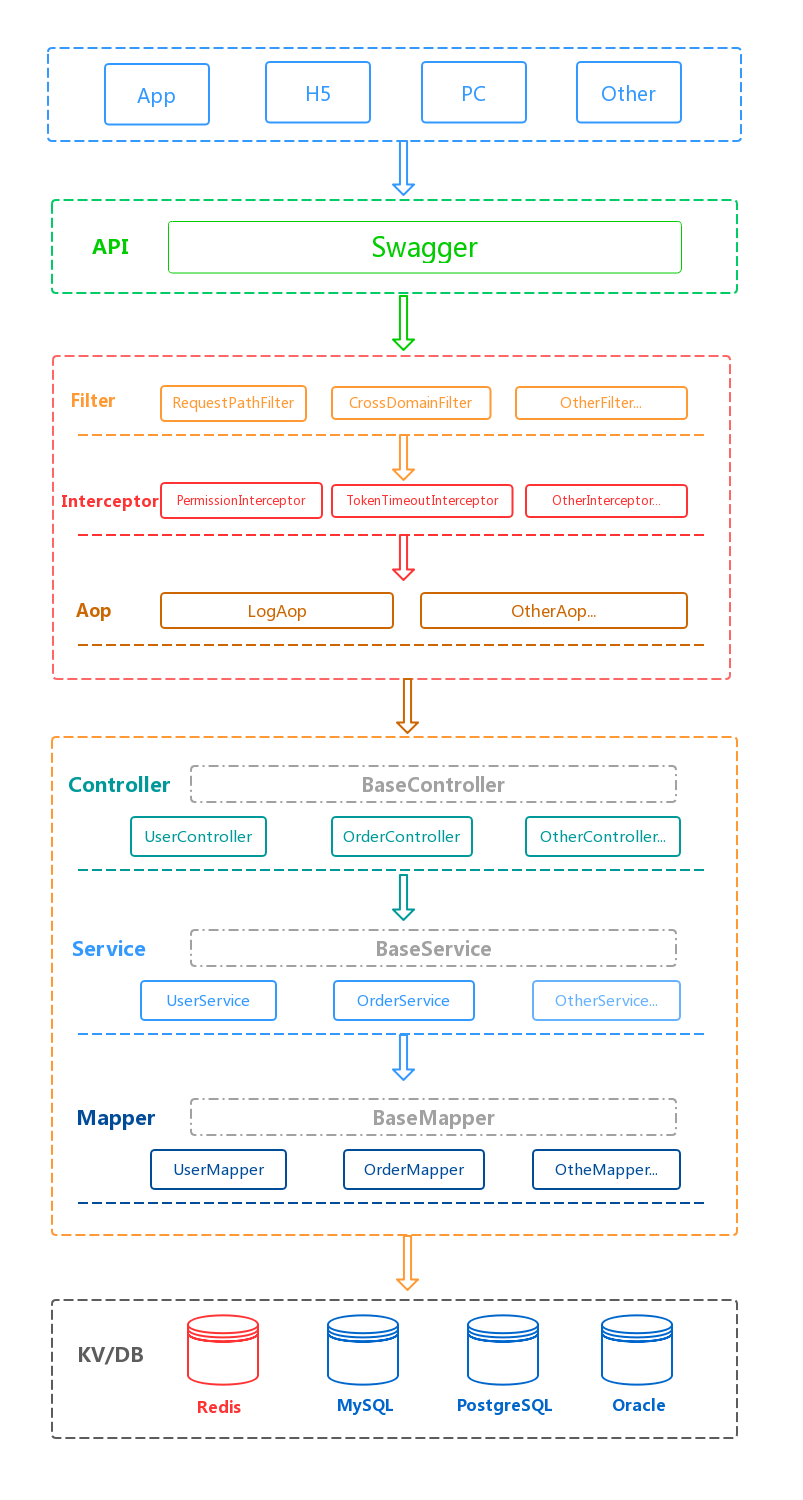 App
H5
PC
Other
API
Swagger
Filter
RequestPathFilter
CrossDomainFilter
OtherFilter...
Interceptor
PermissionInterceptor
TokenTimeoutInterceptor
OtherInterceptor...
Aop
LogAop
OtherAop...
Controller
BaseController
UserController
OrderController
OtherController...
Service
BaseService
UserService
OrderService
OtherService...
Mapper
BaseMapper
UserMapper
OrderMapper
OtheMapper...
KV/DB
Redis
MySQL
PostgreSQL
Oracle